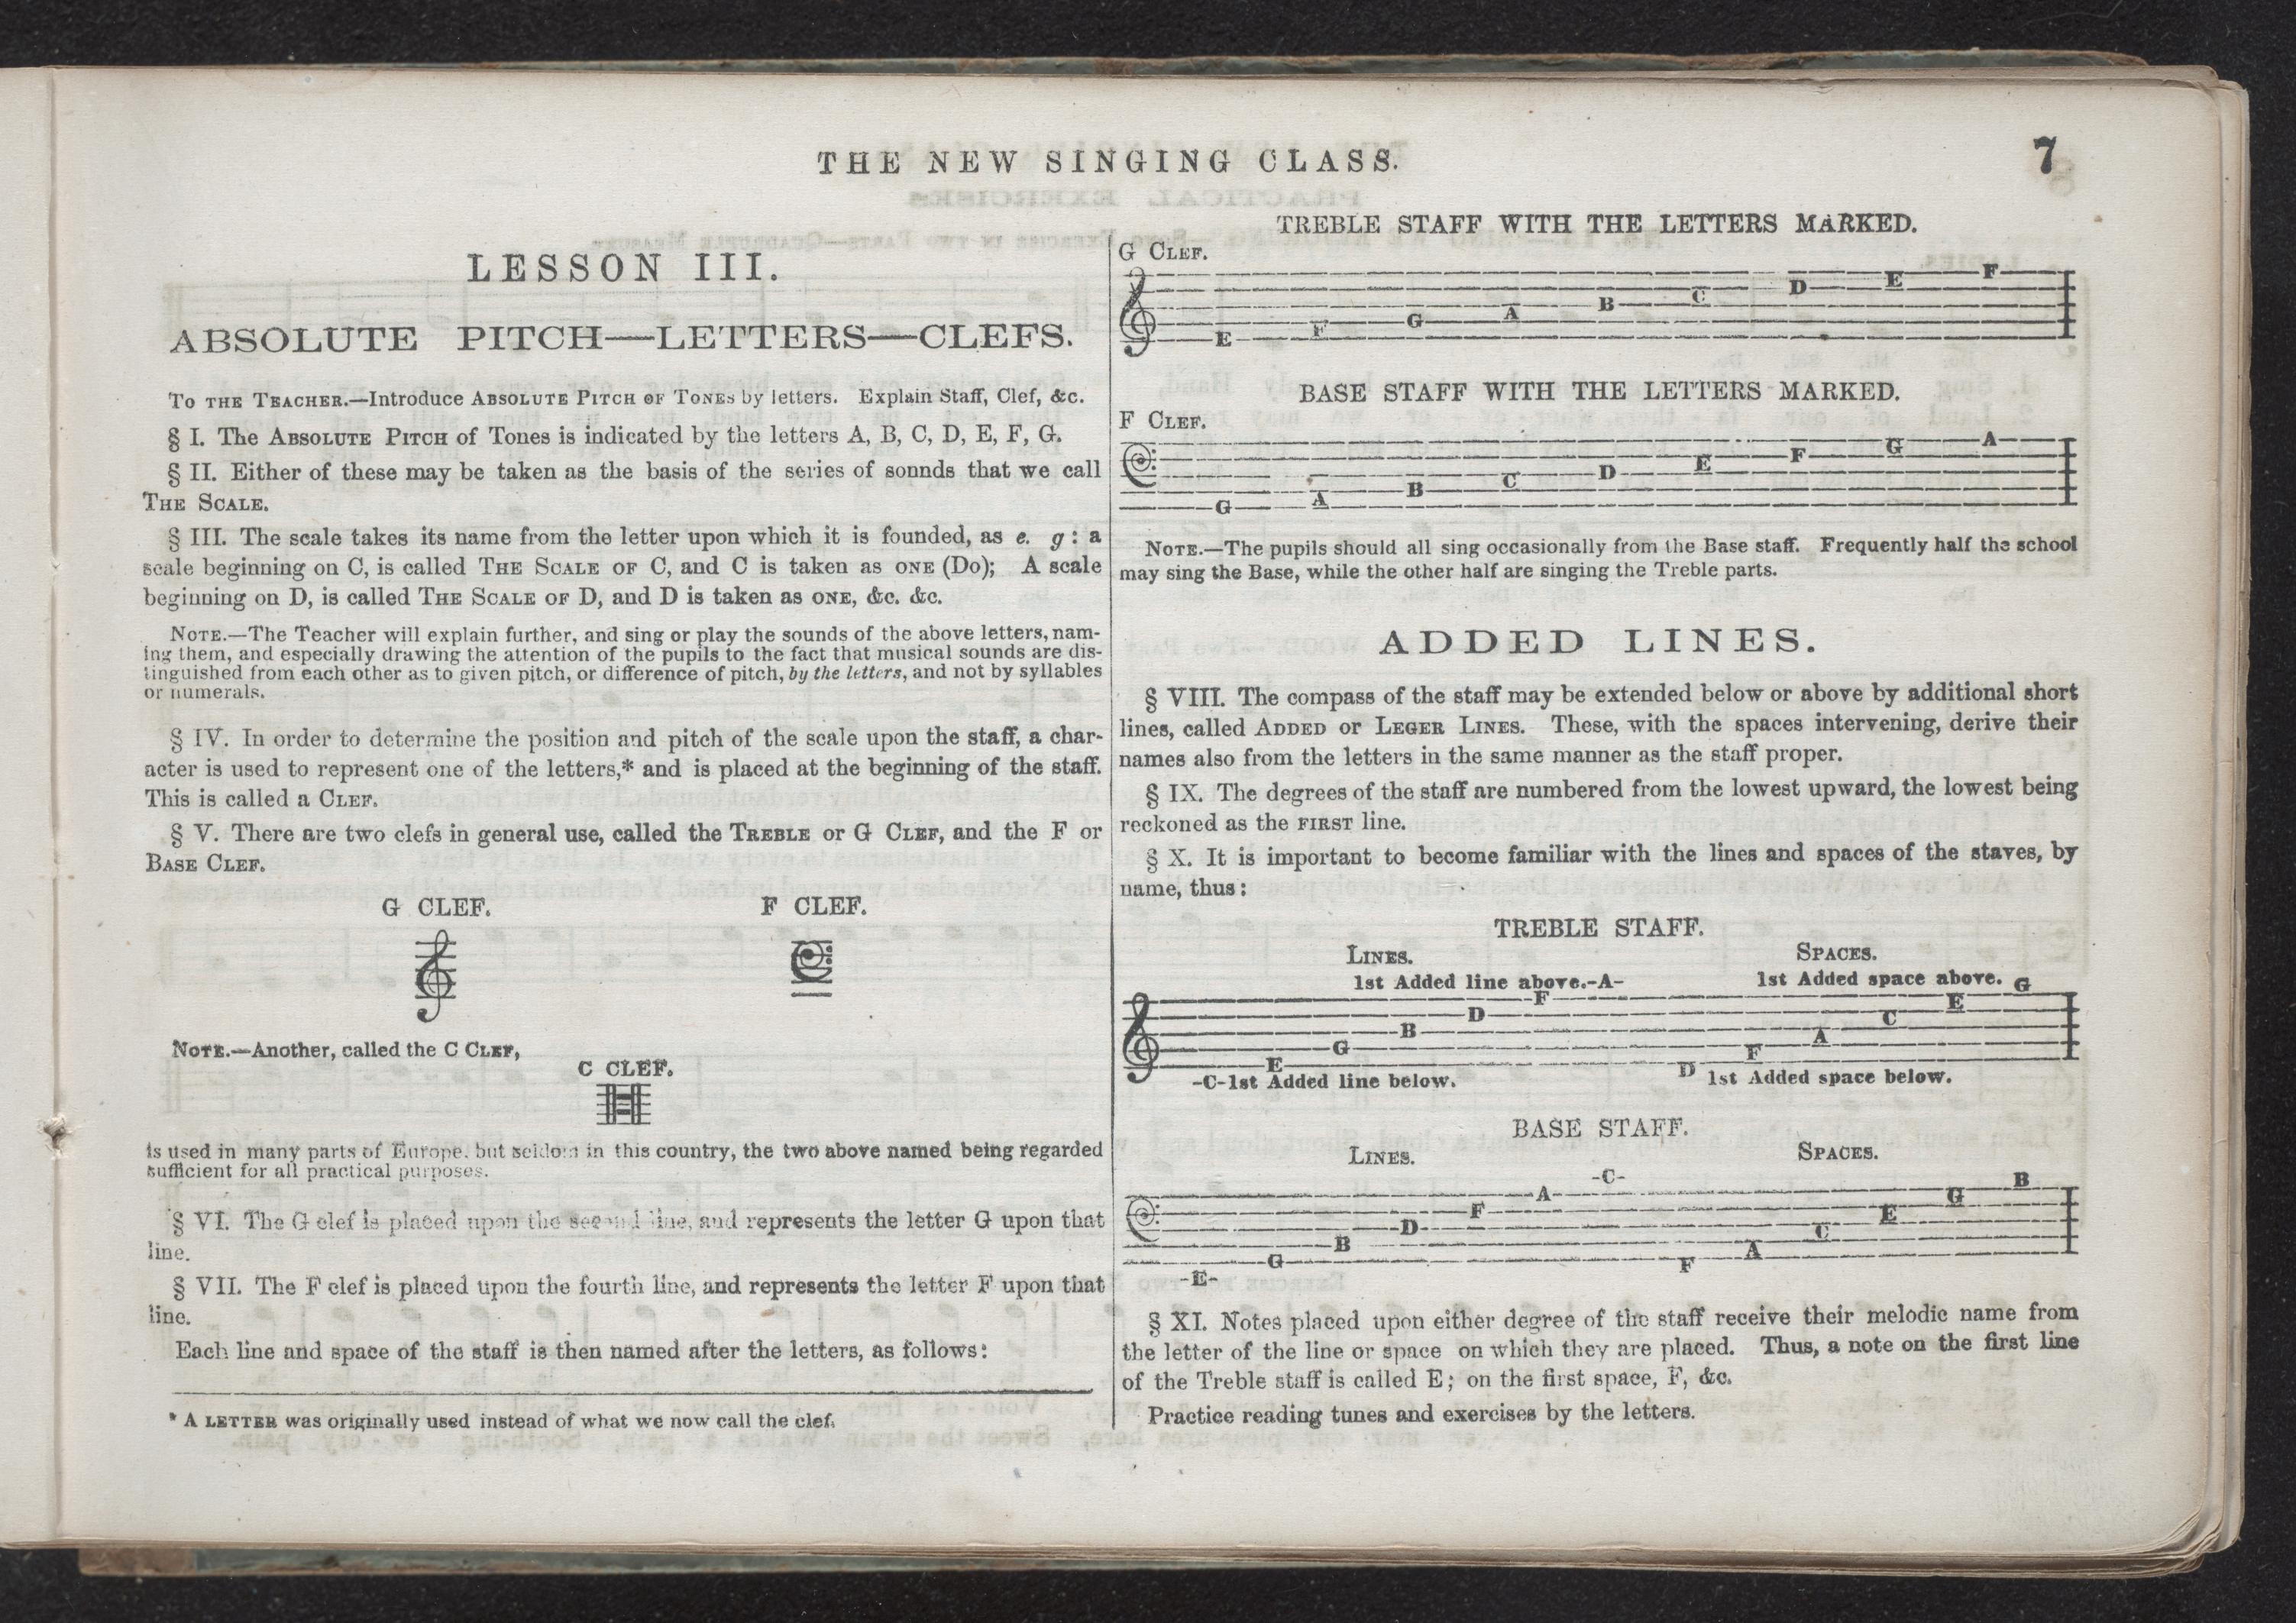 THE NEW SINGING CLASS.
7
LESSON III.
ABSOLUTE PITCH—LETTERS—CLEFS.
To the Teacher.—Introduce Absolute Pitch of Tones by letters. Explain Staff, Clef, &c.
§ I. The Absolute Pitch of Tones is indicated by the letters A, B, C, D, E, F, G.
§ II. Either of these may be taken as the basis of the series of sonnds that we call
The Scale.
§ III. The scale takes its name from the letter upon which it is founded, as e. g: a
scale beginning on C, is called The Scale of C, and C is taken as one (Do); A scale
beginning on D, is called The Scale of D, and D is taken as one, &c. &c.
Note.—The Teacher will explain further, and sing or play the sounds of the above letters, nam-
ing them, and especially drawing the attention of the pupils to the fact that musical sounds are dis-
tinguished from each other as to given pitch, or difference of pitch, by the letters, and not by syllables
or numerals.
§ IV. In order to determine the position and pitch of the scale upon the staff, a char-
acter is used to represent one of the letters,* and is placed at the beginning of the staff.
This is called a Clef.
§ V. There are two clefs in general use, called the Treble or G Clef, and the F or
Base Clef.
G CLEF. F CLEF.
Note.—Another, called the C Clef,
C CLEF.
is used in many parts of Europe. but seldom in this country, the two above named being regarded
sufficient for all practical purposes.
§ VI. The G clef is placed upon the second line, and represents the letter G upon that
line.
§ VII. The F clef is placed upon the fourth line, and represents the letter F upon that
line.
Each line and space of the staff is then named after the letters, as follows:
* A letter was originally used instead of what we now call the clef.
TREBLE STAFF WITH THE LETTERS MARKED.
G Clef.
E F G A B C D E F
BASE STAFF WITH THE LETTERS MARKED.
F Clef.
G A B C D E F G A
Note.—The pupils should all sing occasionally from the Base staff. Frequently half the school
may sing the Base, while the other half are singing the Treble parts.
ADDED LINES.
§ VIII. The compass of the staff may be extended below or above by additional short
lines, called Added or Leger Lines. These, with the spaces intervening, derive their
names also from the letters in the same manner as the staff proper.
§ IX. The degrees of the staff are numbered from the lowest upward, the lowest being
reckoned as the first line.
§ X. It is important to become familiar with the lines and spaces of the staves, by
name, thus:
TREBLE STAFF.
Lines. Spaces.
1st Added line above.-A- 1st Added space above. G
E G B D F F A C E
-C-1st Added line below. D 1st Added space below.
BASE STAFF.
Lines. Spaces.
-E- G B D F A -C- F A C E G B
§ XI. Notes placed upon either degree of the staff receive their melodic name from
the letter of the line or space on which they are placed. Thus, a note on the first line
of the Treble staff is called E; on the first space, F, &c.
Practice reading tunes and exercises by the letters.